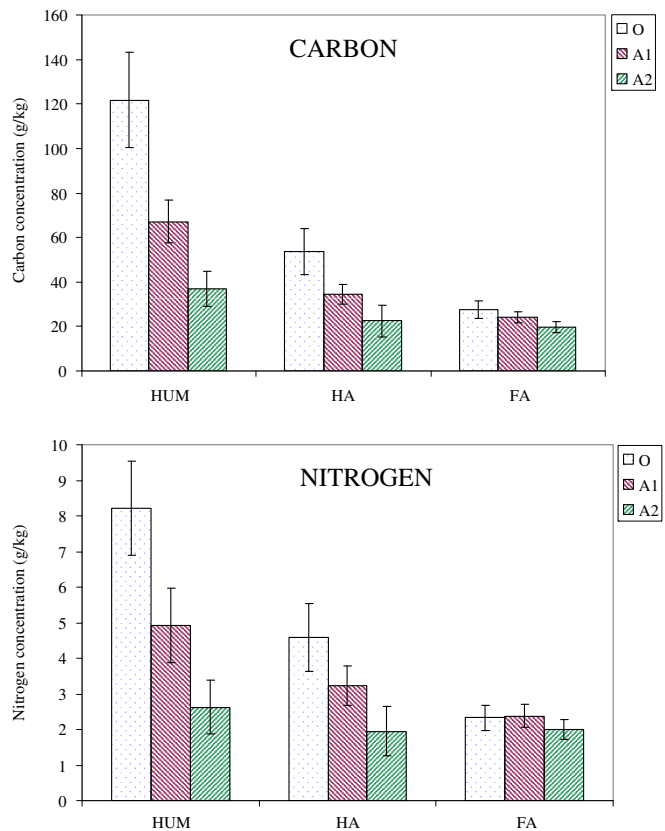 160
140
120
100
80
60
40
20
0
Carbon concentration (g/kg)
CARBON
O
A1
A2
HUM HA FA
10
9
8
7
6
5
4
3
2
1
0
Nitrogen concentration (g/kg)
NITROGEN
O
A1
A2
HUM HA FA